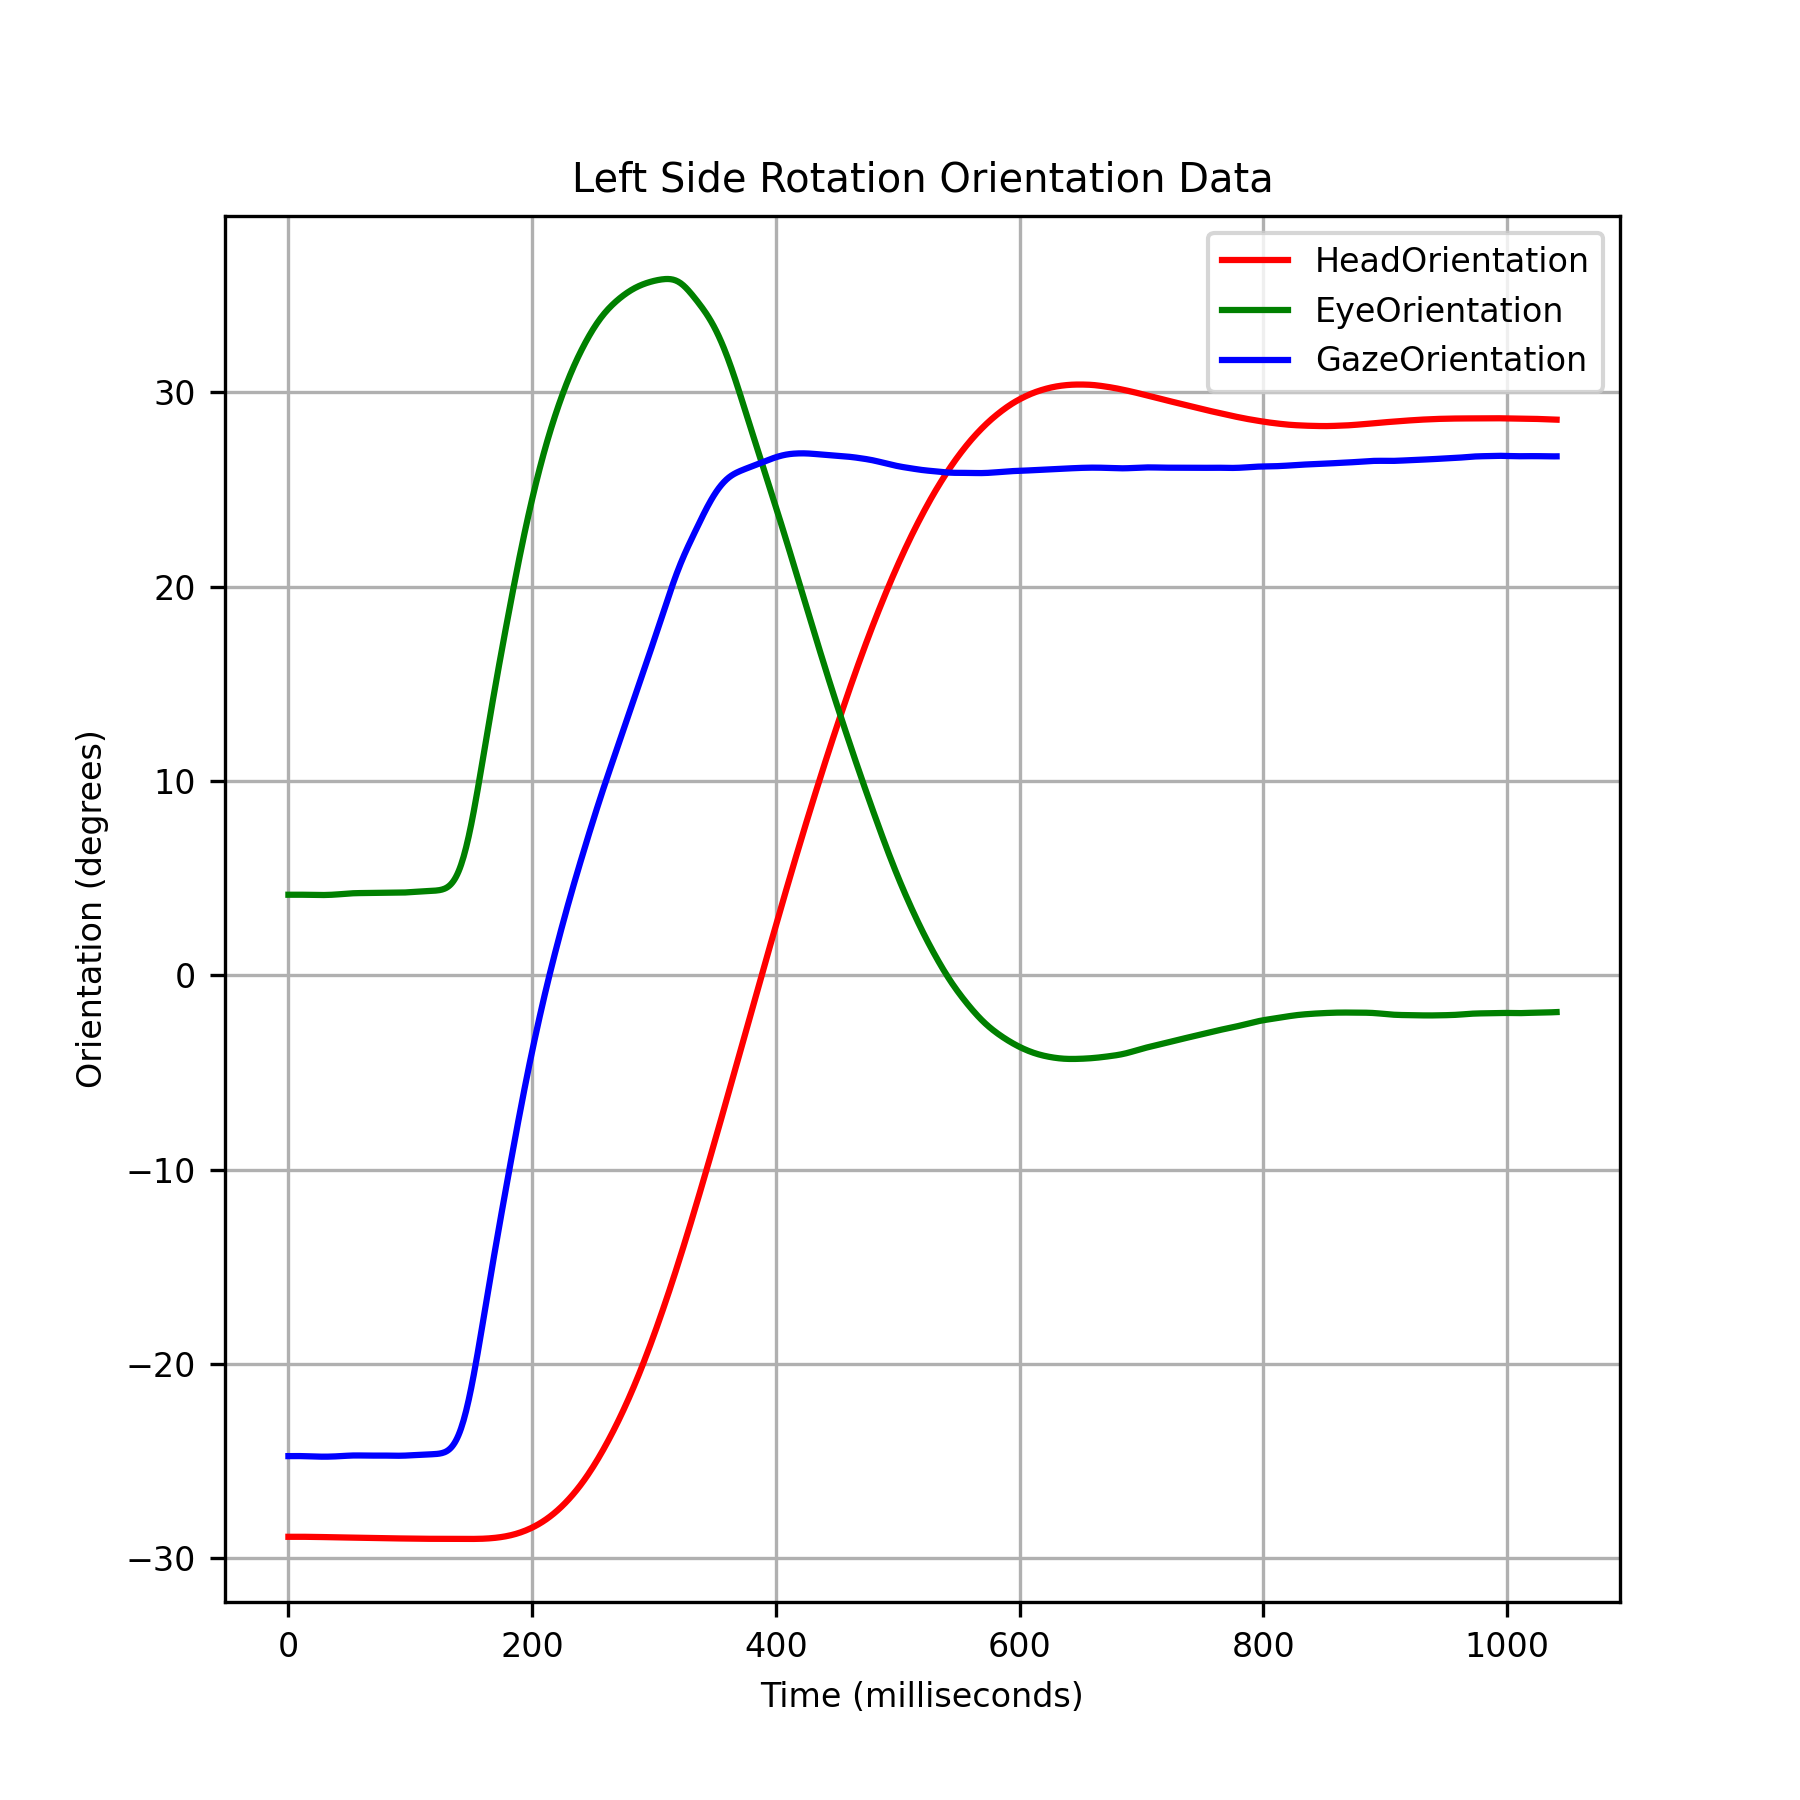 Left Side Rotation Orientation Data
HeadOrientation
EyeOrientation
GazeOrientation
30
20
10
0
−10
−20
−30
Orientation (degrees)
0 200 400 600 800 1000
Time (milliseconds)